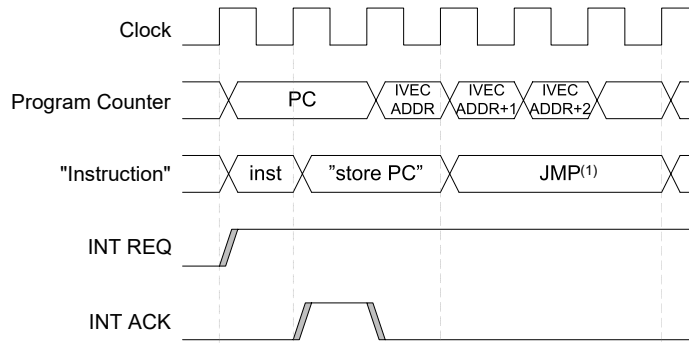 Clock
Program Counter
PC
IVEC
ADDR
IVEC
ADDR+1
IVEC
ADDR+2
"Instruction"
inst
"store PC"
JMP(1)
INT REQ
INT ACK